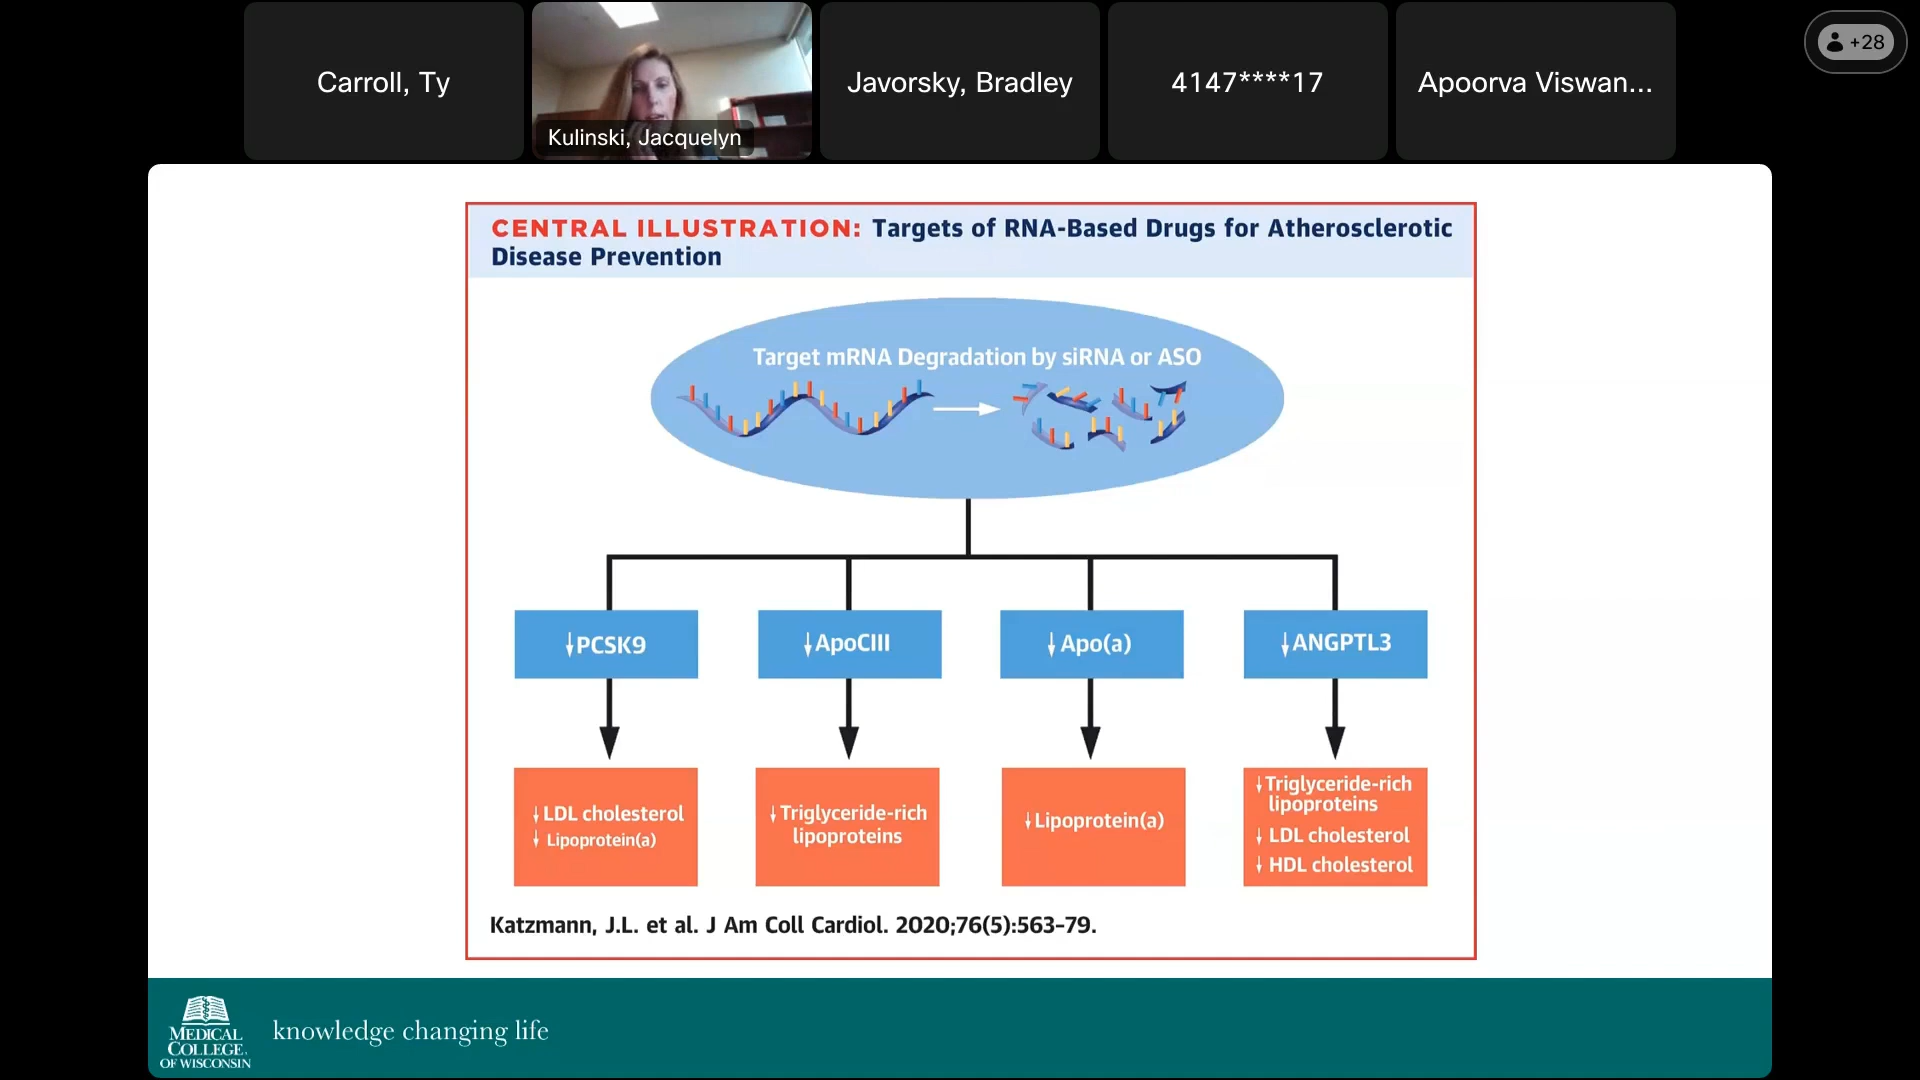 Carroll, Ty
Kulinski, Jacquelyn
Javorsky, Bradley
4147****17
Apoorva Viswan...
+28
CENTRAL ILLUSTRATION: Targets of RNA-Based Drugs for Atherosclerotic
Disease Prevention
Target mRNA Degradation by siRNA or ASO
↓PCSK9
↓ApoCIII
↓Apo(a)
↓ANGPTL3
↓LDL cholesterol
↓ Lipoprotein(a)
↓Triglyceride-rich
lipoproteins
↓Lipoprotein(a)
↓Triglyceride-rich
lipoproteins
↓ LDL cholesterol
↓ HDL cholesterol
Katzmann, J.L. et al. J Am Coll Cardiol. 2020;76(5):563–79.
MEDICAL
COLLEGE
OF WISCONSIN
knowledge changing life